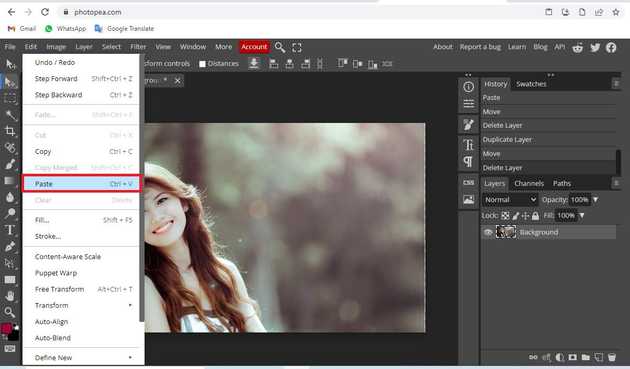 photopea.com
Gmail WhatsApp Google Translate
File Edit Image Layer Select Filter View Window More Account About Report a bug Learn Blog API
sform controls Distances
grou *
Undo / Redo
Step Forward Shift+Ctrl + Z
Step Backward Ctrl + Z
Fade... Shift+Ctrl + F
Cut Ctrl + X
Copy Ctrl + C
Copy Merged Shift+Ctrl + C
Paste Ctrl + V
Clear Delete
Fill... Shift + F5
Stroke...
Content-Aware Scale
Puppet Warp
Free Transform Alt+Ctrl + T
Transform
Auto-Align
Auto-Blend
Define New
History Swatches
Paste
Move
Delete Layer
Duplicate Layer
Move
Delete Layer
Layers Channels Paths
Normal Opacity: 100%
Lock: Fill: 100%
Background
CSS
eff